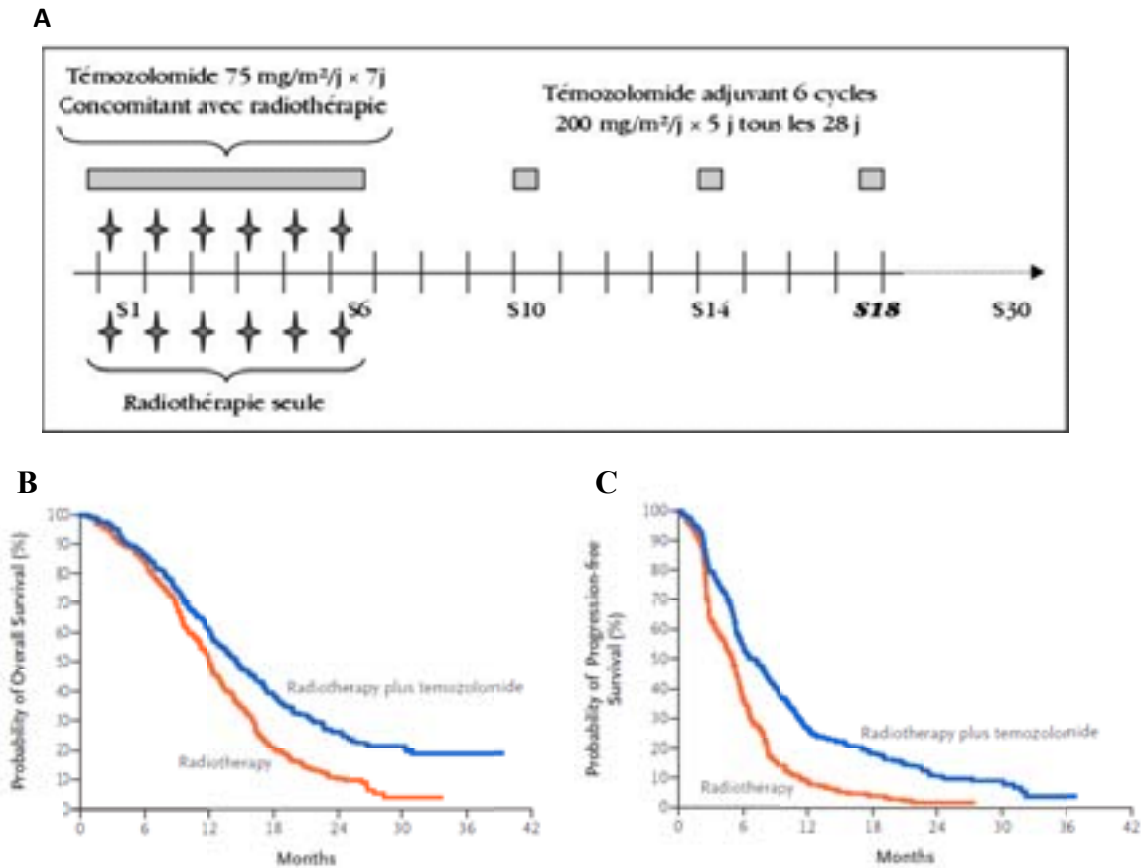 A
Témozolomide 75 mg/m²/j × 7j
Concomitant avec radiothérapie
Témozolomide adjuvant 6 cycles
200 mg/m²/j × 5 j tous les 28 j
S1 S6 S10 S14 S18 S30
Radiothérapie seule
B
Probability of Overall Survival (%)
100
90
80
70
60
50
40
30
20
10
0
Radiotherapy plus temozolomide
Radiotherapy
0 6 12 18 24 30 36 42
Months
C
Probability of Progression-free
Survival (%)
100
90
80
70
60
50
40
30
20
10
0
Radiotherapy plus temozolomide
Radiotherapy
0 6 12 18 24 30 36 42
Months